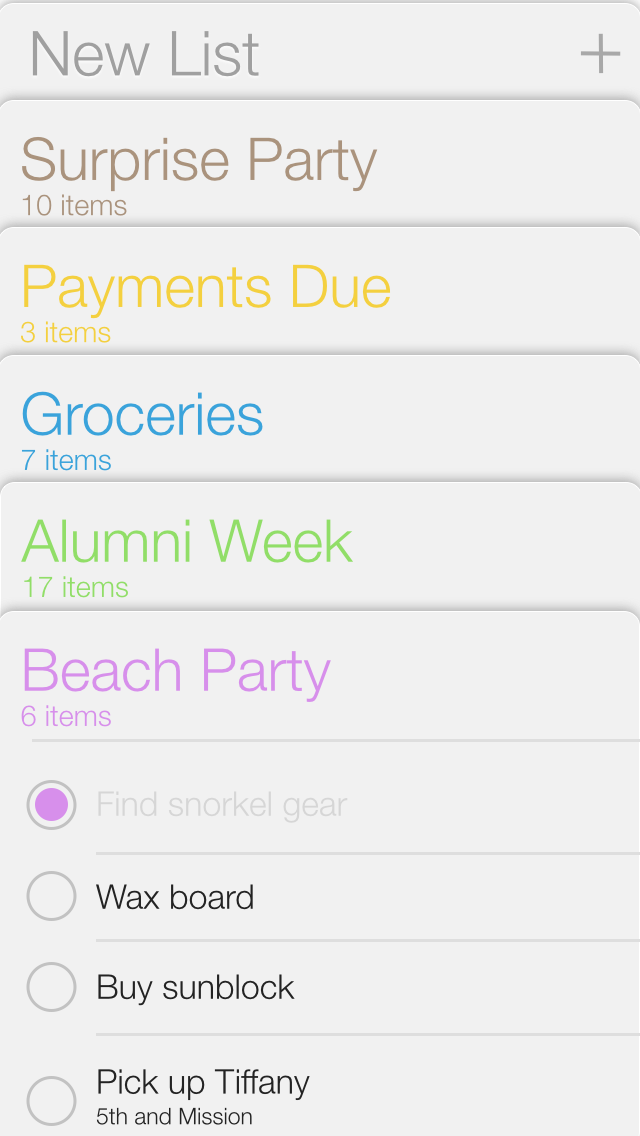 New List
Surprise Party
10 items
Payments Due
3 items
Groceries
7 items
Alumni Week
17 items
Beach Party
6 items
Find snorkel gear
Wax board
Buy sunblock
Pick up Tiffany
5th and Mission